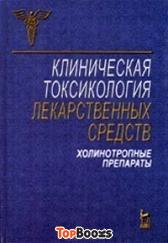 КЛИНИЧЕСКАЯ
ТОКСИКОЛОГИЯ
ЛЕКАРСТВЕННЫХ
СРЕДСТВ
ХОЛИНОТРОПНЫЕ
ПРЕПАРАТЫ
TopBooks